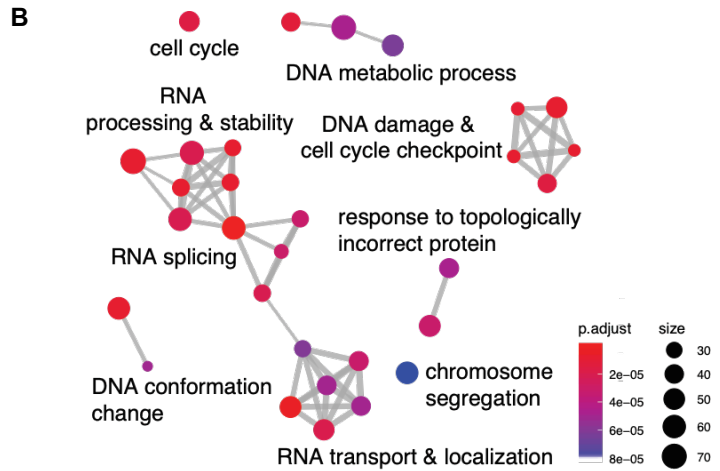 B
cell cycle
DNA metabolic process
RNA
processing & stability
DNA damage &
cell cycle checkpoint
RNA splicing
response to topologically
incorrect protein
DNA conformation
change
chromosome
segregation
RNA transport & localization
p.adjust
2e-05
4e-05
6e-05
8e-05
size
30
40
50
60
70